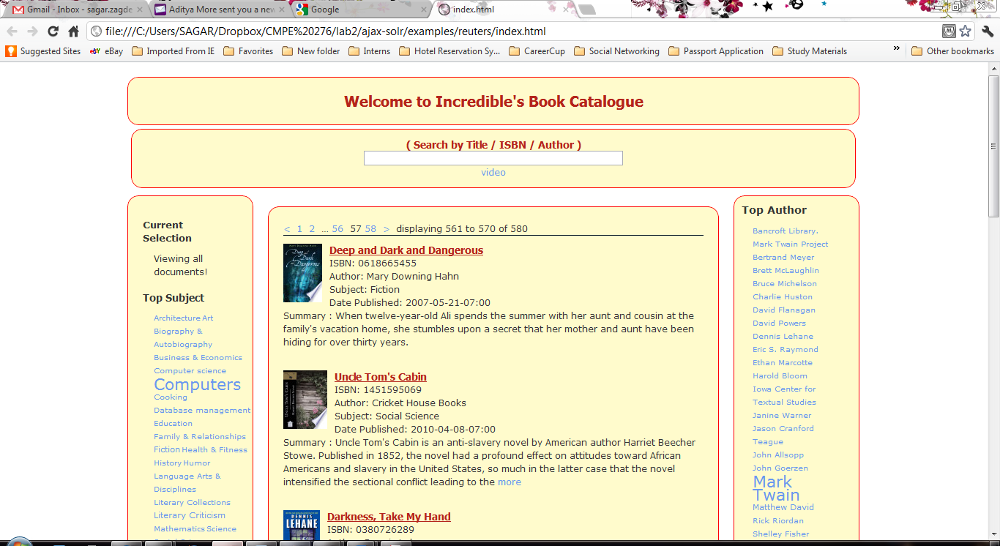 Gmail - Inbox - sagar.zagde
Aditya More sent you a new
Google
index.html
file:///C:/Users/SAGAR/Dropbox/CMPE%20276/lab2/ajax-solr/examples/reuters/index.html
Suggested Sites
eBay
Imported From IE
Favorites
New folder
Interns
Hotel Reservation Sy...
CareerCup
Social Networking
Passport Application
Study Materials
»
Other bookmarks
Welcome to Incredible's Book Catalogue
( Search by Title / ISBN / Author )
video
Current
Selection
Viewing all
documents!
Top Subject
Architecture Art
Biography &
Autobiography
Business & Economics
Computer science
Computers
Cooking
Database management
Education
Family & Relationships
Fiction Health & Fitness
History Humor
Language Arts &
Disciplines
Literary Collections
Literary Criticism
Mathematics Science
< 1 2 ... 56 57 58 > displaying 561 to 570 of 580
Deep and Dark and Dangerous
ISBN: 0618665455
Author: Mary Downing Hahn
Subject: Fiction
Date Published: 2007-05-21-07:00
Summary : When twelve-year-old Ali spends the summer with her aunt and cousin at the
family's vacation home, she stumbles upon a secret that her mother and aunt have been
hiding for over thirty years.
Uncle Tom's Cabin
ISBN: 1451595069
Author: Cricket House Books
Subject: Social Science
Date Published: 2010-04-08-07:00
Summary : Uncle Tom's Cabin is an anti-slavery novel by American author Harriet Beecher
Stowe. Published in 1852, the novel had a profound effect on attitudes toward African
Americans and slavery in the United States, so much in the latter case that the novel
intensified the sectional conflict leading to the more
DENNIS
LEHANE
Darkness, Take My Hand
ISBN: 0380726289
Top Author
Bancroft Library.
Mark Twain Project
Bertrand Meyer
Brett McLaughlin
Bruce Michelson
Charlie Huston
David Flanagan
David Powers
Dennis Lehane
Eric S. Raymond
Ethan Marcotte
Harold Bloom
Iowa Center for
Textual Studies
Janine Warner
Jason Cranford
Teague
John Allsopp
John Goerzen
Mark
Twain
Matthew David
Rick Riordan
Shelley Fisher